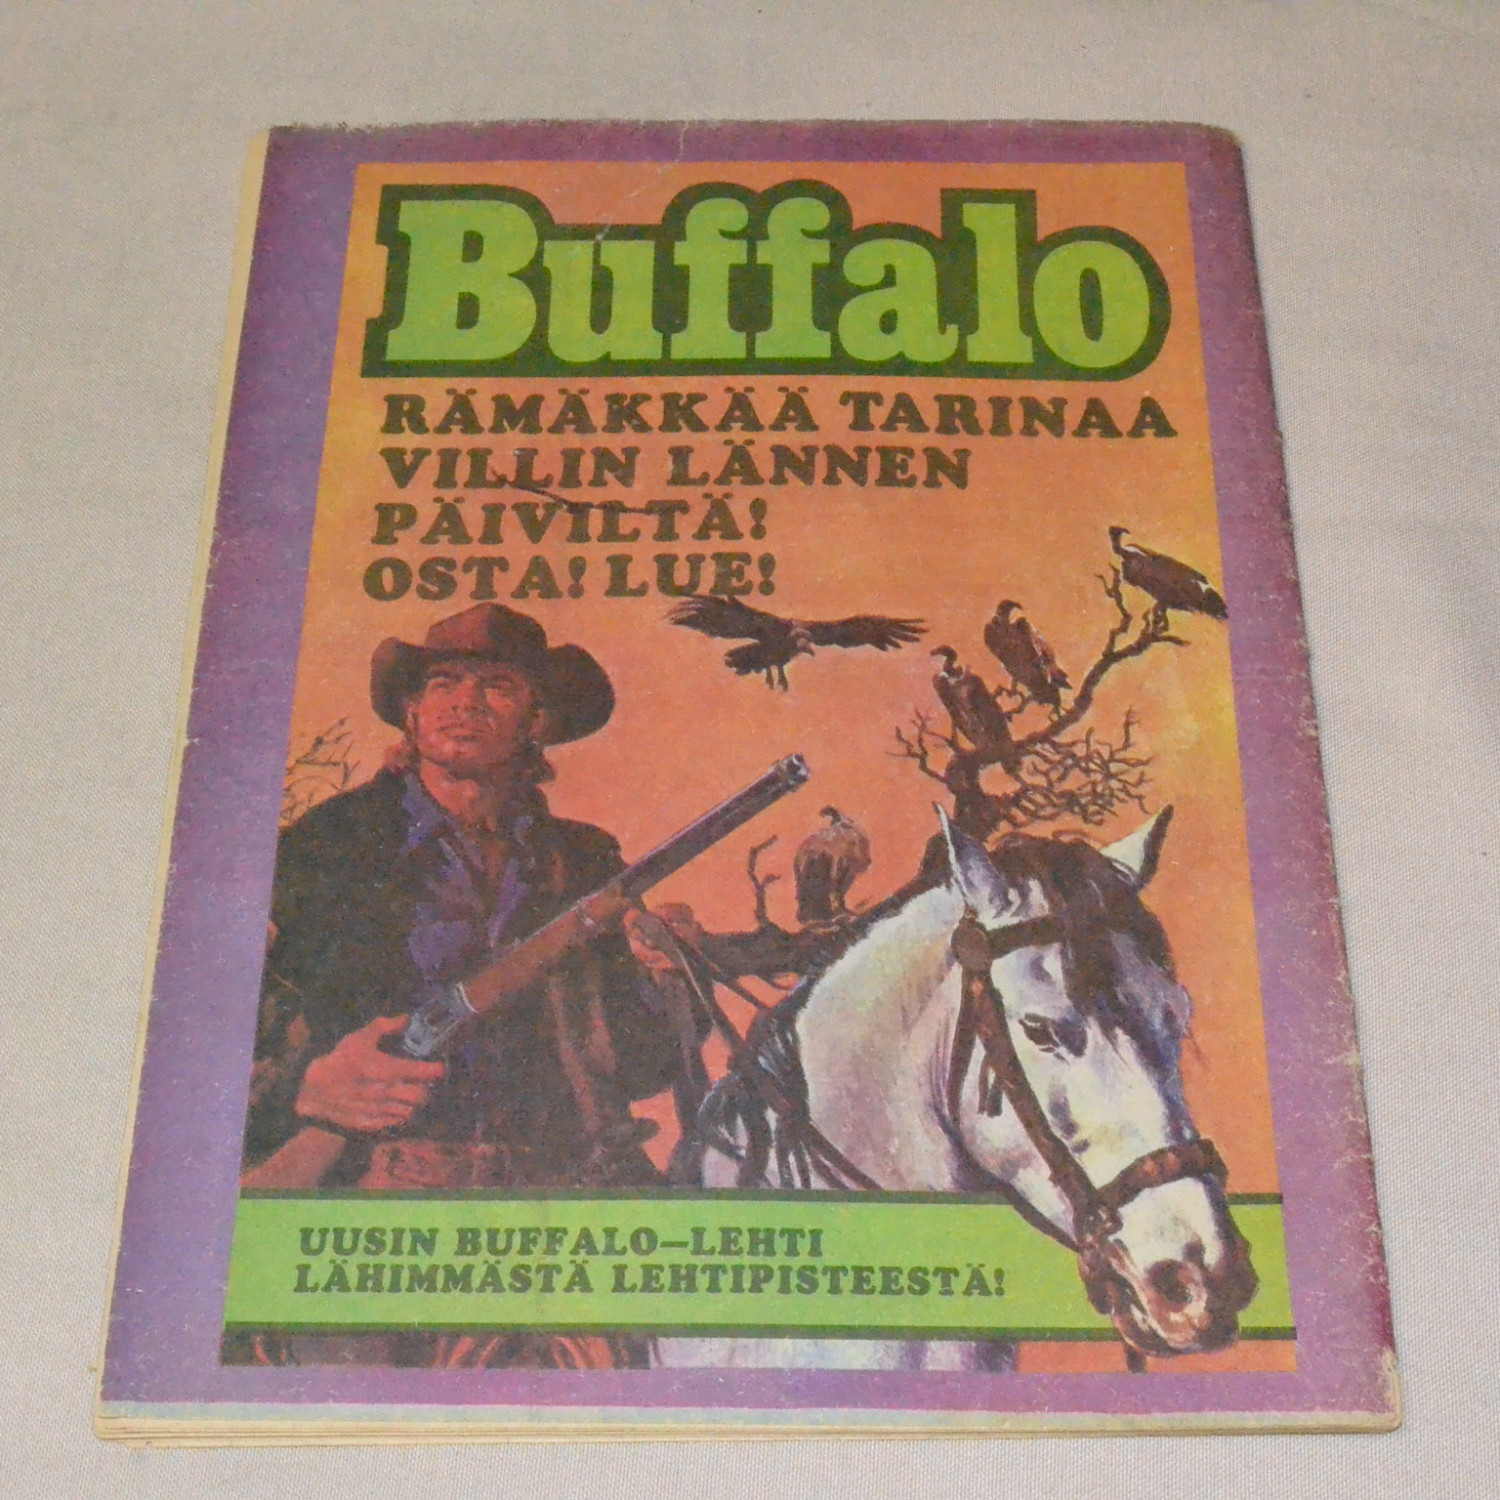 Buffalo
RÄMÄKKÄÄ TARINAA
VILLIN LÄNNEN
PÄIVILTÄ!
OSTA! LUE!
UUSIN BUFFALO-LEHTI
LÄHIMMÄSTÄ LEHTIPISTEESTÄ!